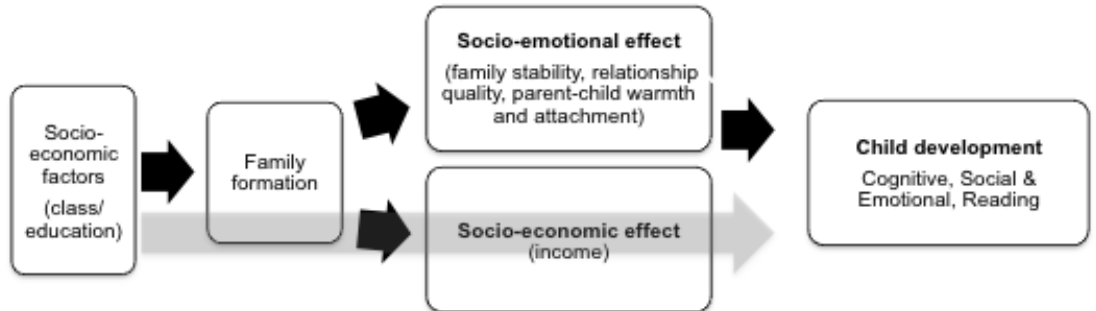 Socio-
economic
factors
(class/
education)
Family
formation
Socio-emotional effect
(family stability, relationship
quality, parent-child warmth
and attachment)
Socio-economic effect
(income)
Child development
Cognitive, Social &
Emotional, Reading